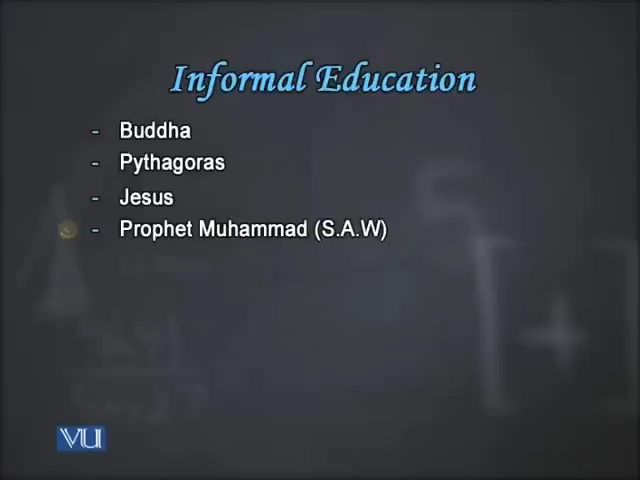 Informal Education
- Buddha
- Pythagoras
- Jesus
- Prophet Muhammad (S.A.W)
VU